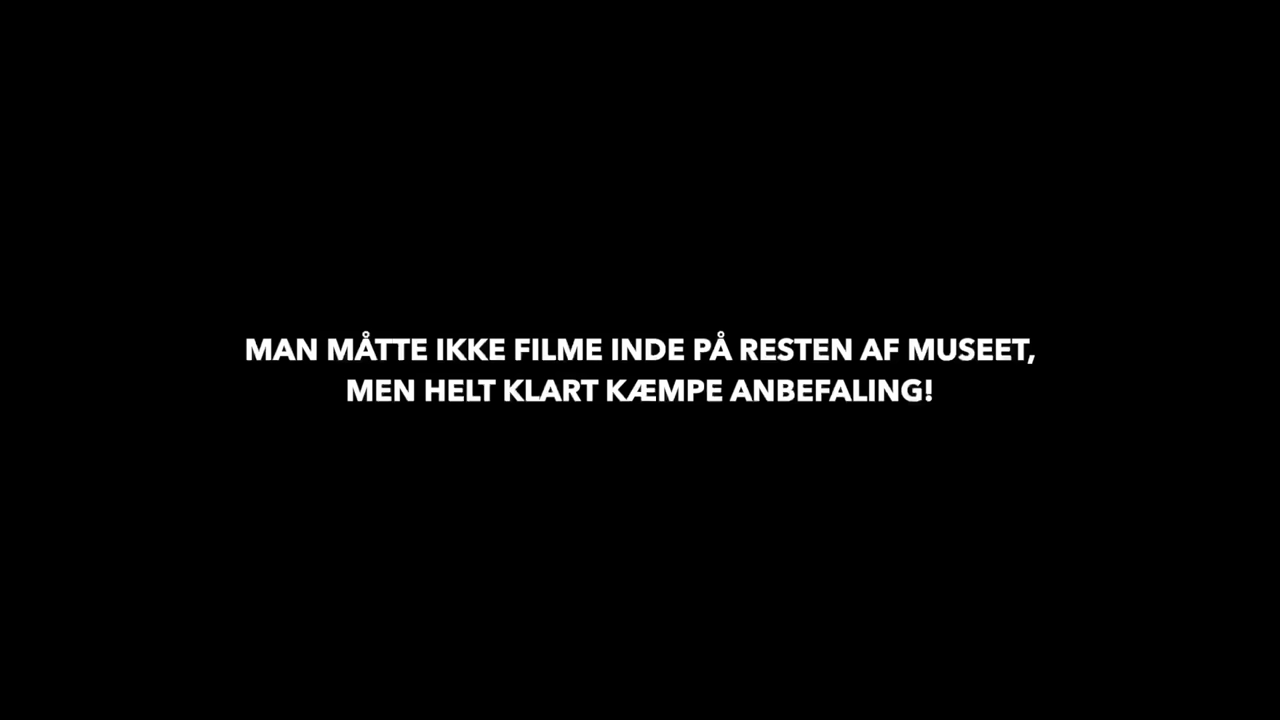 MAN MÅTTE IKKE FILME INDE PÅ RESTEN AF MUSEET,
MEN HELT KLART KÆMPE ANBEFALING!